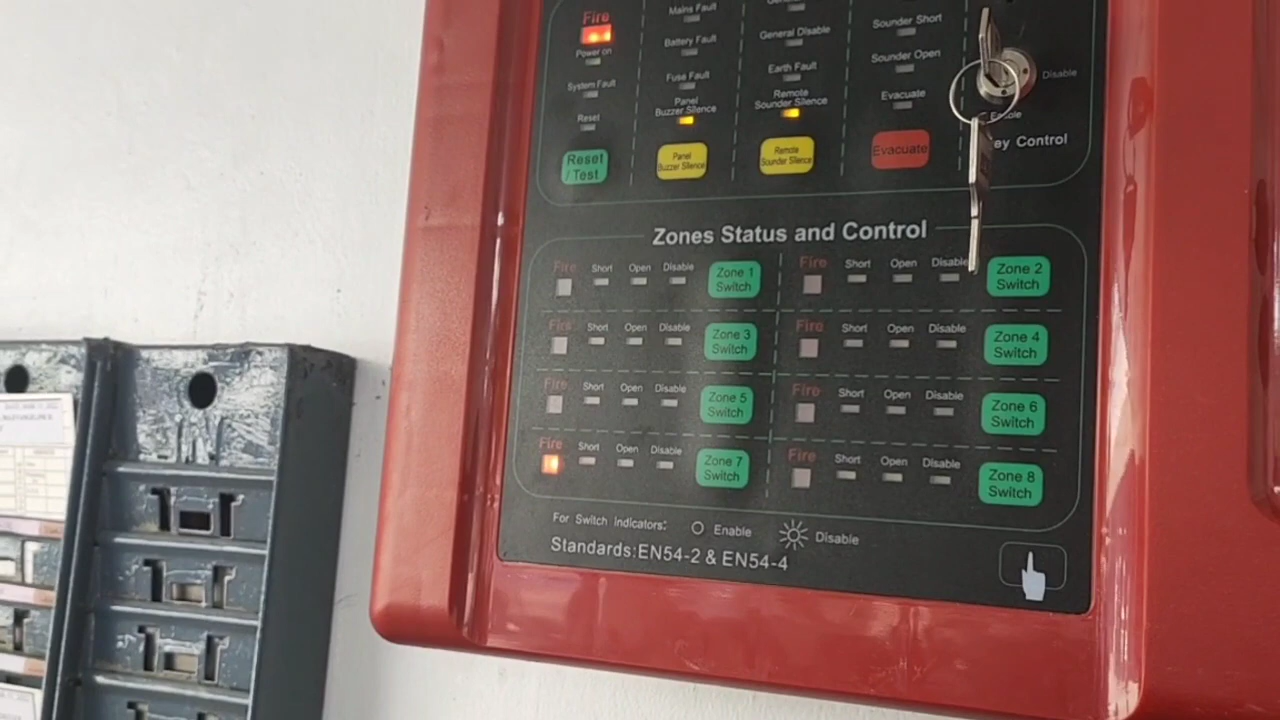 Fire
Mains Fault
Sounder Short
Power on
Battery Fault
General Disable
Sounder Open
System Fault
Fuse Fault
Earth Fault
Disable
Reset
Panel
Buzzer Silence
Remote
Sounder Silence
Evacuate
Enable
Reset
/ Test
Panel
Buzzer Silence
Remote
Sounder Silence
Evacuate
ey Control
Zones Status and Control
Fire Short Open Disable
Zone 1
Switch
Fire Short Open Disable
Zone 2
Switch
Fire Short Open Disable
Zone 3
Switch
Fire Short Open Disable
Zone 4
Switch
Fire Short Open Disable
Zone 5
Switch
Fire Short Open Disable
Zone 6
Switch
Fire Short Open Disable
Zone 7
Switch
Fire Short Open Disable
Zone 8
Switch
For Switch Indicators: Enable Disable
Standards:EN54-2 & EN54-4